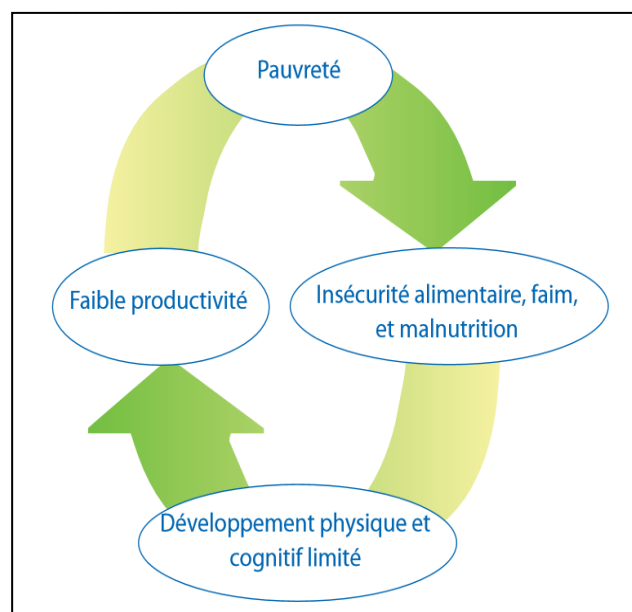 Pauvreté
Insécurité alimentaire, faim,
et malnutrition
Développement physique et
cognitif limité
Faible productivité